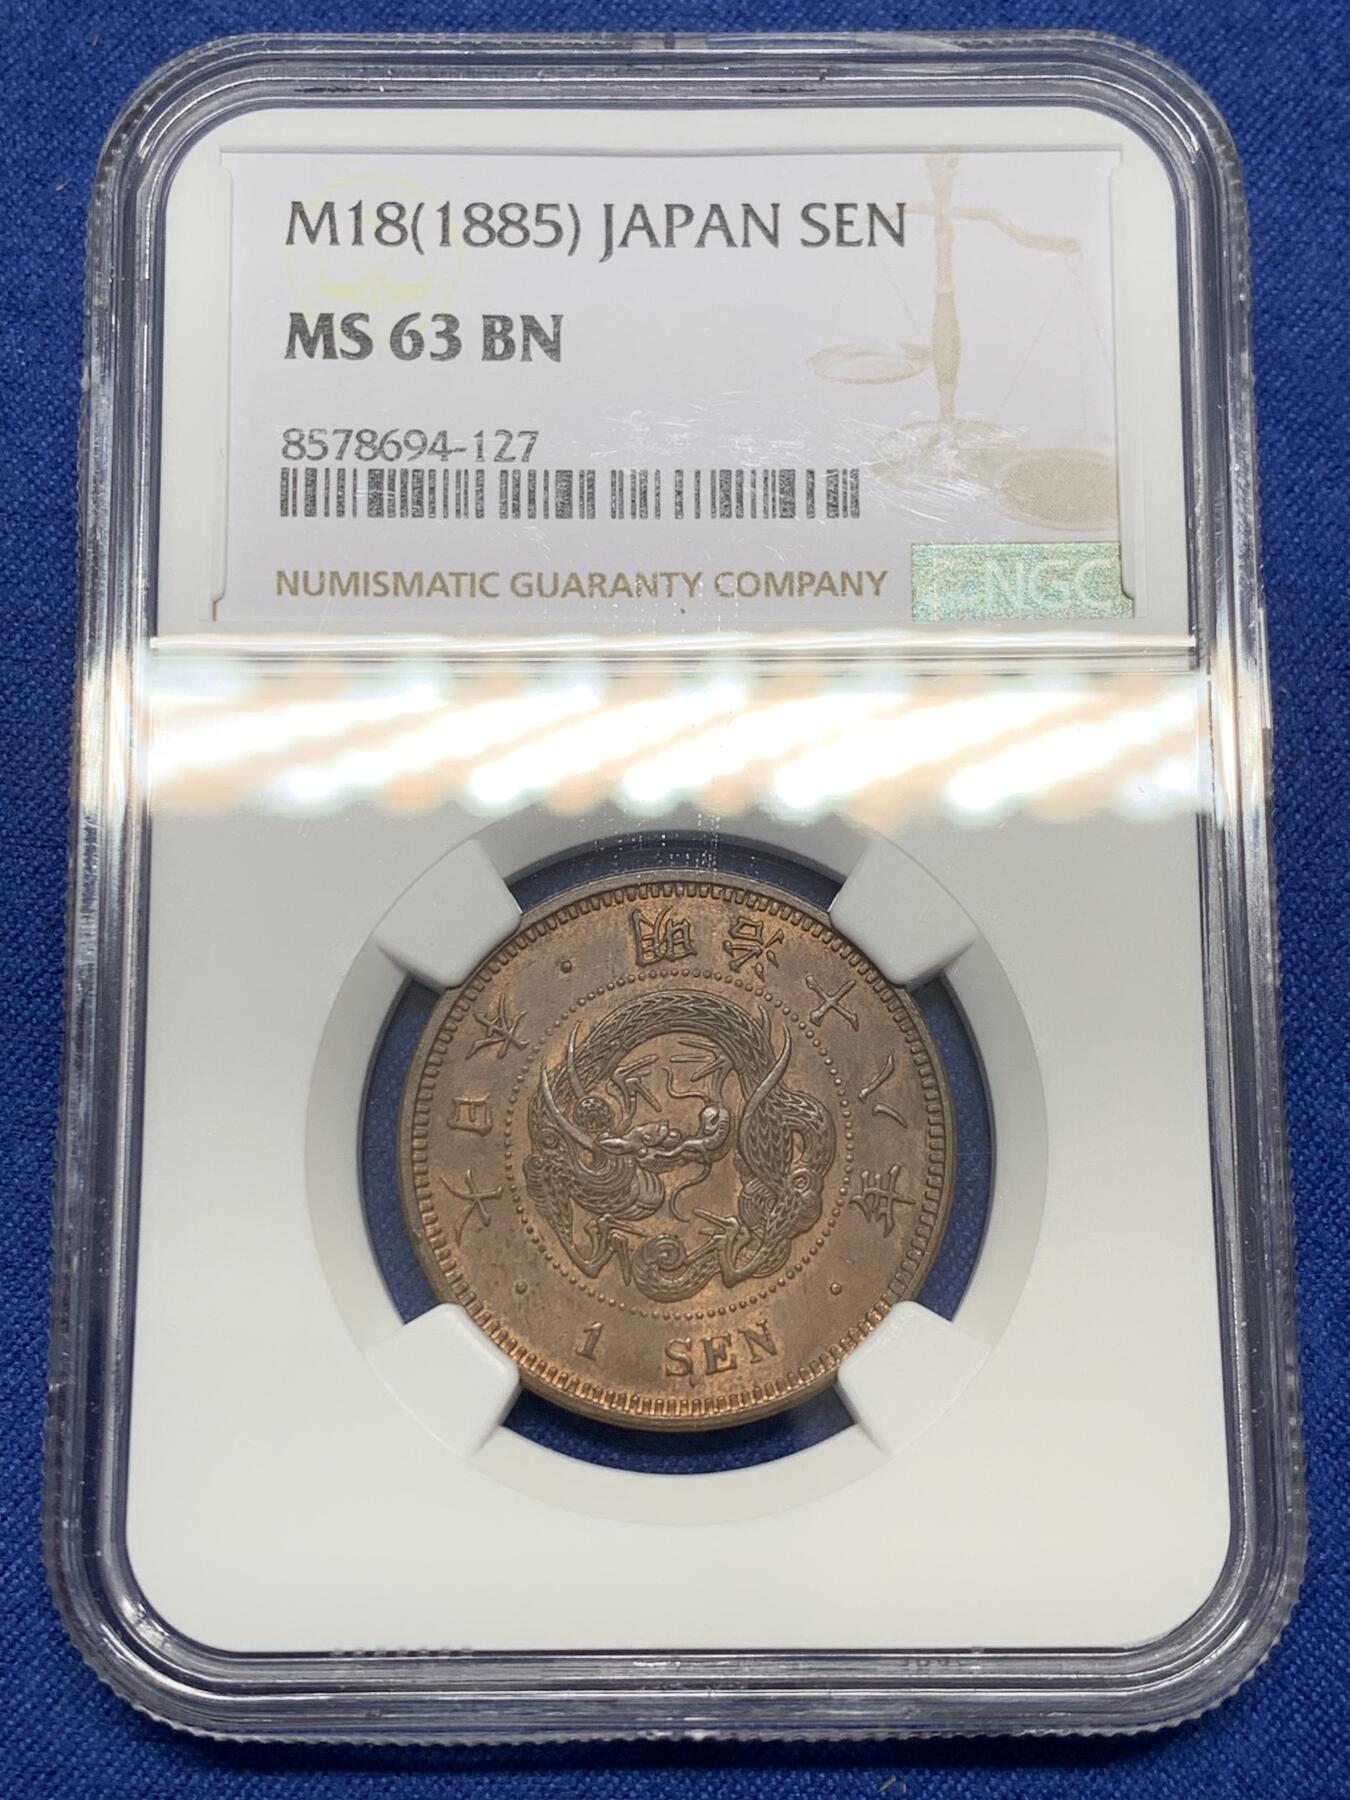 M18(1885) JAPAN SEN
MS 63 BN
8578694-127
NUMISMATIC GUARANTY COMPANY
NGC
大日本 · 明治十八年 ·
1 SEN